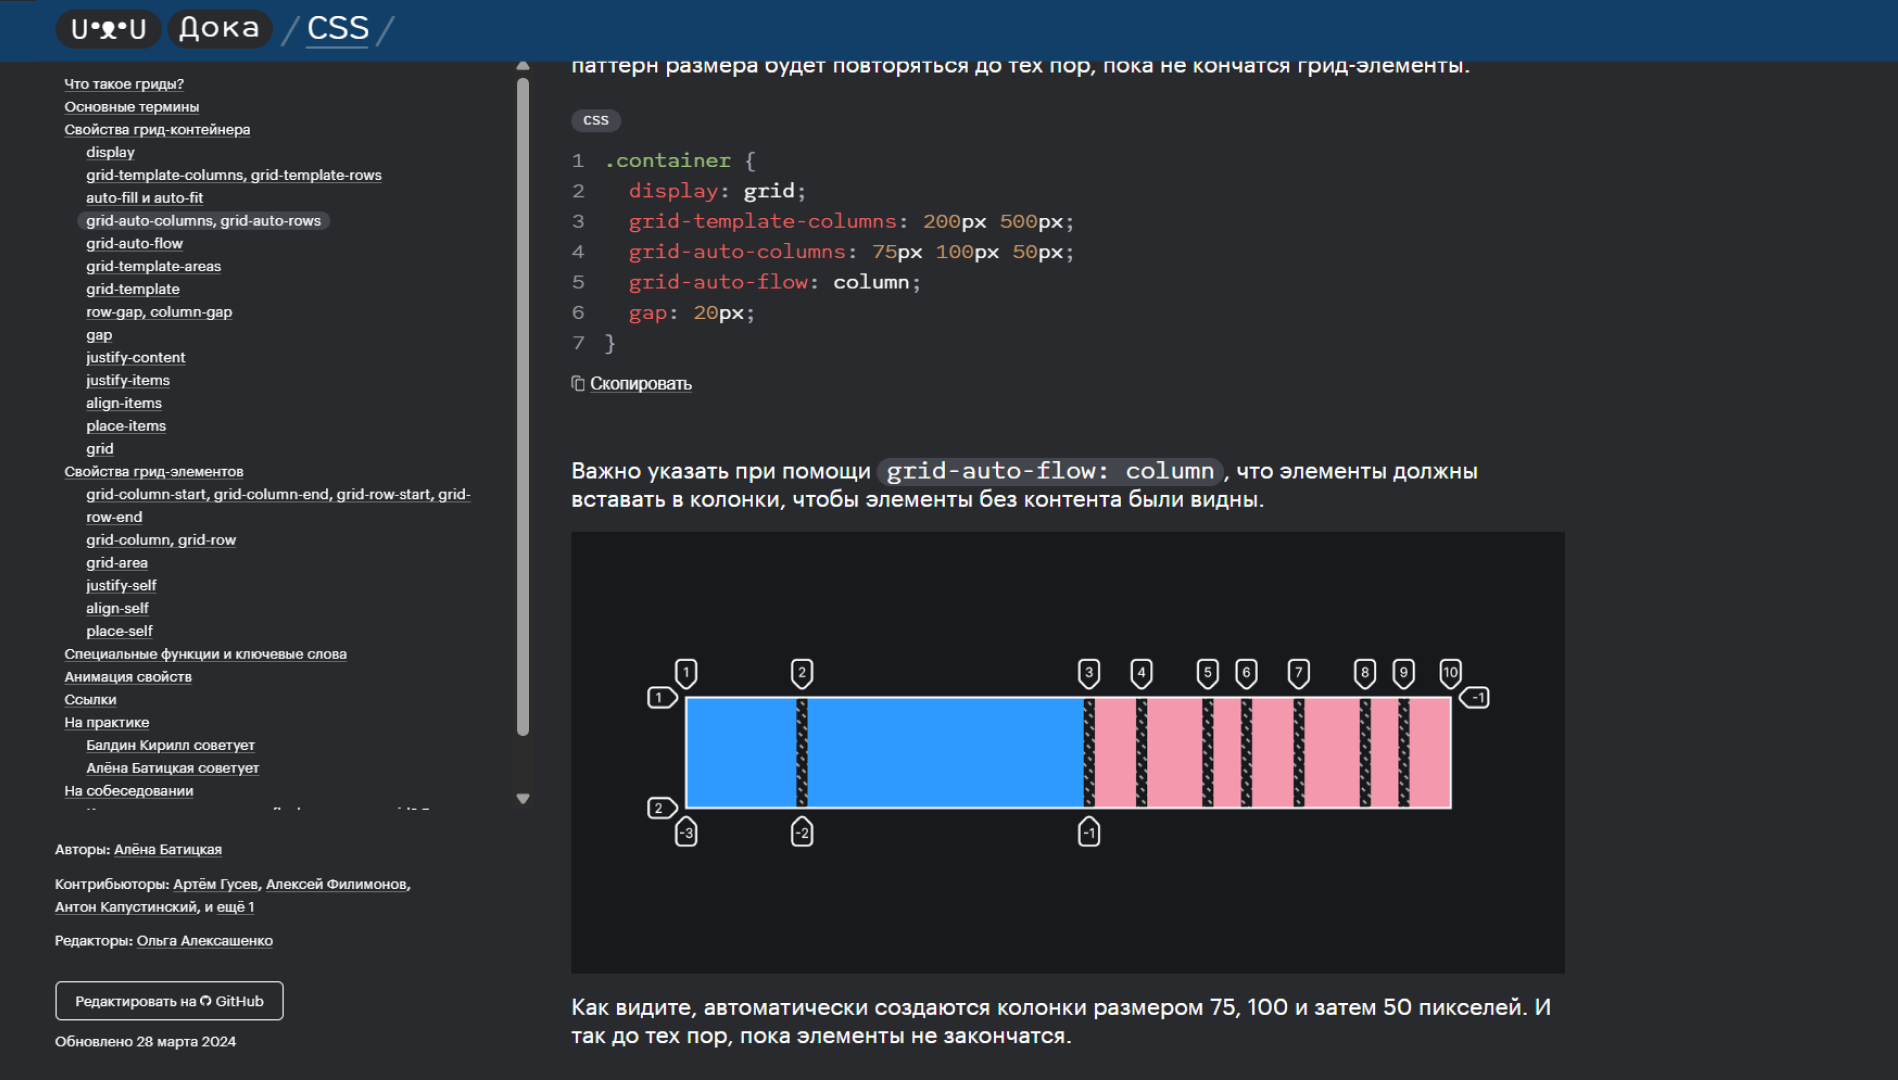 UᴥU Дока / CSS /
Что такое гриды?
Основные термины
Свойства грид-контейнера
display
grid-template-columns, grid-template-rows
auto-fill и auto-fit
grid-auto-columns, grid-auto-rows
grid-auto-flow
grid-template-areas
grid-template
row-gap, column-gap
gap
justify-content
justify-items
align-items
place-items
grid
Свойства грид-элементов
grid-column-start, grid-column-end, grid-row-start, grid-
row-end
grid-column, grid-row
grid-area
justify-self
align-self
place-self
Специальные функции и ключевые слова
Анимация свойств
Ссылки
На практике
Балдин Кирилл советует
Алёна Батицкая советует
На собеседовании
Авторы: Алёна Батицкая
Контрибьюторы: Артём Гусев, Алексей Филимонов,
Антон Капустинский, и ещё 1
Редакторы: Ольга Алексашенко
Редактировать на GitHub
Обновлено 28 марта 2024
паттерн размера будет повторяться до тех пор, пока не кончатся грид-элементы.
CSS
1 .container {
2 display: grid;
3 grid-template-columns: 200px 500px;
4 grid-auto-columns: 75px 100px 50px;
5 grid-auto-flow: column;
6 gap: 20px;
7 }
Скопировать
Важно указать при помощи grid-auto-flow: column, что элементы должны
вставать в колонки, чтобы элементы без контента были видны.
1 2 3 4 5 6 7 8 9 10
1 -1
2
-3 -2 -1
Как видите, автоматически создаются колонки размером 75, 100 и затем 50 пикселей. И
так до тех пор, пока элементы не закончатся.